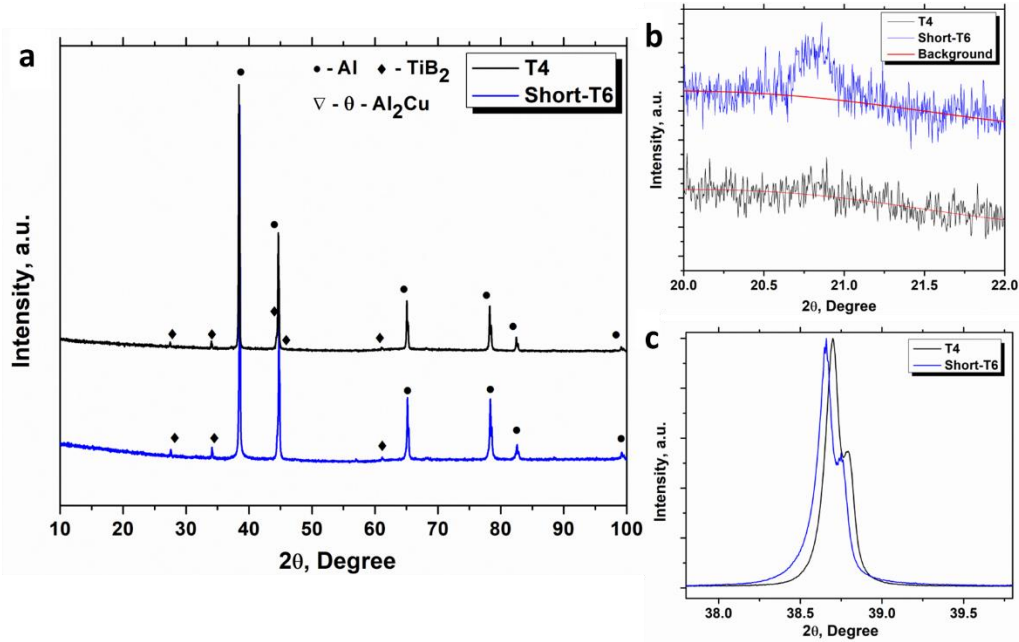 a
● - Al ♦ - TiB2
∇ - θ - Al2Cu
T4
Short-T6
Intensity, a.u.
10 20 30 40 50 60 70 80 90 100
2θ, Degree
b
T4
Short-T6
Background
Intensity, a.u.
20.0 20.5 21.0 21.5 22.0
2θ, Degree
c
T4
Short-T6
Intensity, a.u.
38.0 38.5 39.0 39.5
2θ, Degree